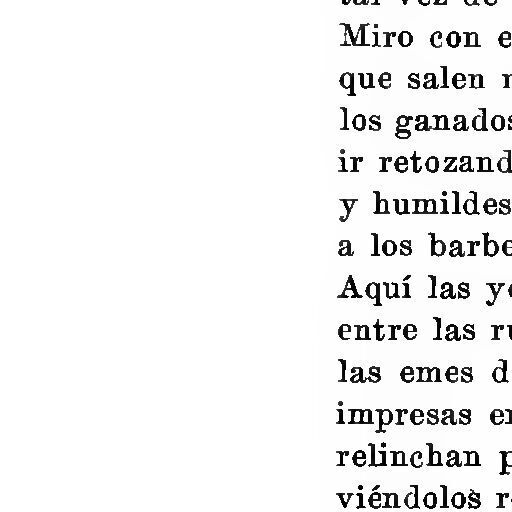 tal vez de
Miro con e
que salen
los ganados
ir retozand
y humildes
a los barbe
Aquí las y
entre las r
las emes d
impresas e
relinchan p
viéndolos r